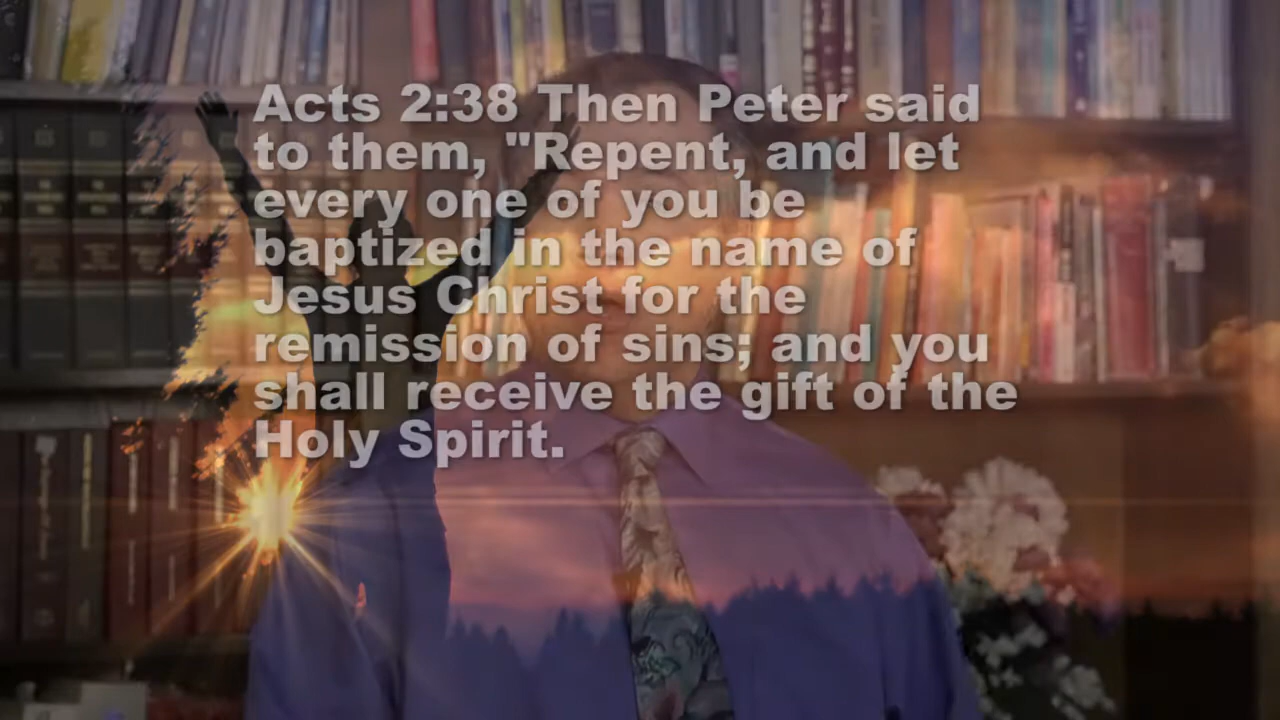 Acts 2:38 Then Peter said
to them, "Repent, and let
every one of you be
baptized in the name of
Jesus Christ for the
remission of sins; and you
shall receive the gift of the
Holy Spirit.